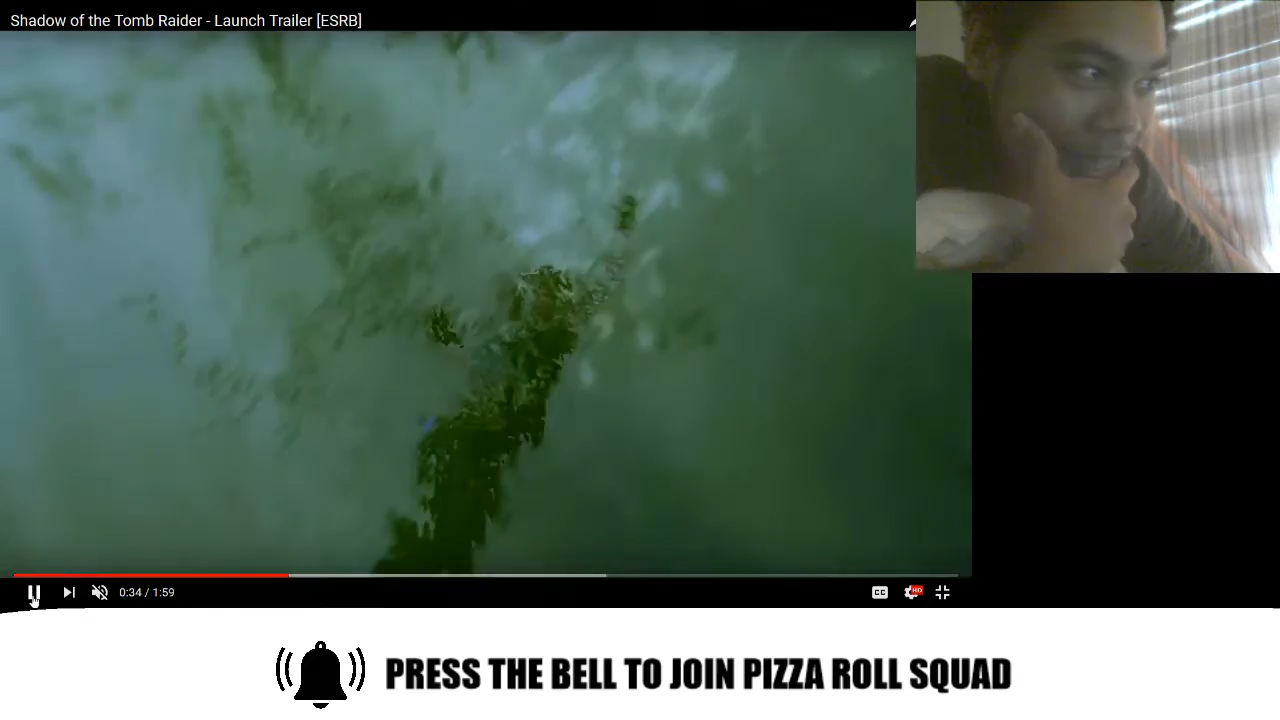 Shadow of the Tomb Raider - Launch Trailer [ESRB]
0:34 / 1:59
CC
HD
PRESS THE BELL TO JOIN PIZZA ROLL SQUAD